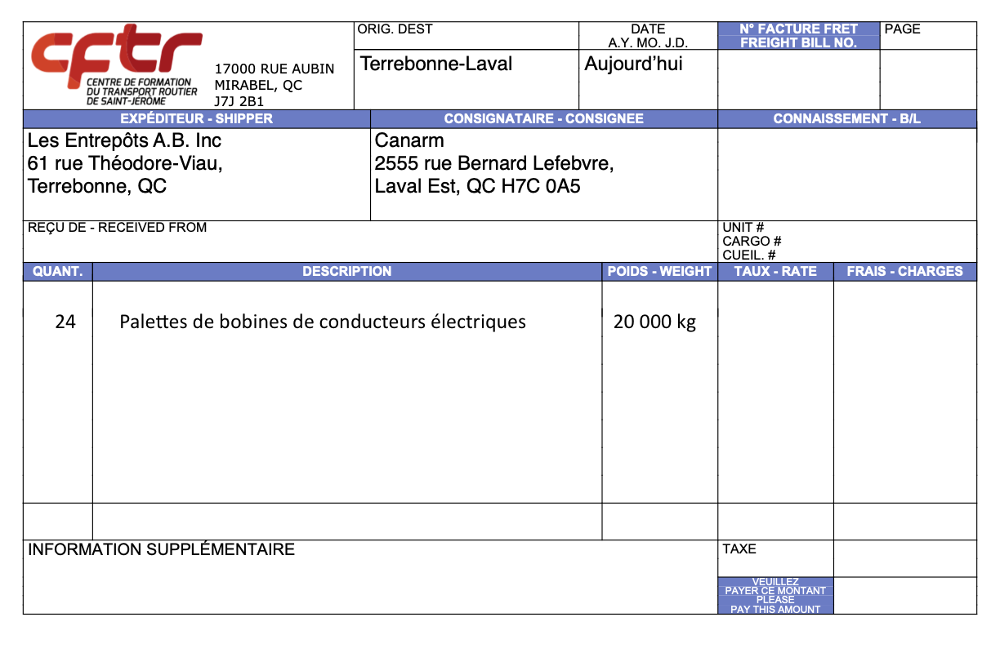 cftr
CENTRE DE FORMATION
DU TRANSPORT ROUTIER
DE SAINT-JÉRÔME
17000 RUE AUBIN
MIRABEL, QC
J7J 2B1
ORIG. DEST
Terrebonne-Laval
DATE
A.Y. MO. J.D.
Aujourd’hui
N° FACTURE FRET
FREIGHT BILL NO.
PAGE
EXPÉDITEUR - SHIPPER
Les Entrepôts A.B. Inc
61 rue Théodore-Viau,
Terrebonne, QC
CONSIGNATAIRE - CONSIGNEE
Canarm
2555 rue Bernard Lefebvre,
Laval Est, QC H7C 0A5
CONNAISSEMENT - B/L
REÇU DE - RECEIVED FROM
UNIT #
CARGO #
CUEIL. #
QUANT. DESCRIPTION POIDS - WEIGHT TAUX - RATE FRAIS - CHARGES
24 Palettes de bobines de conducteurs électriques 20 000 kg
INFORMATION SUPPLÉMENTAIRE
TAXE
VEUILLEZ
PAYER CE MONTANT
PLEASE
PAY THIS AMOUNT